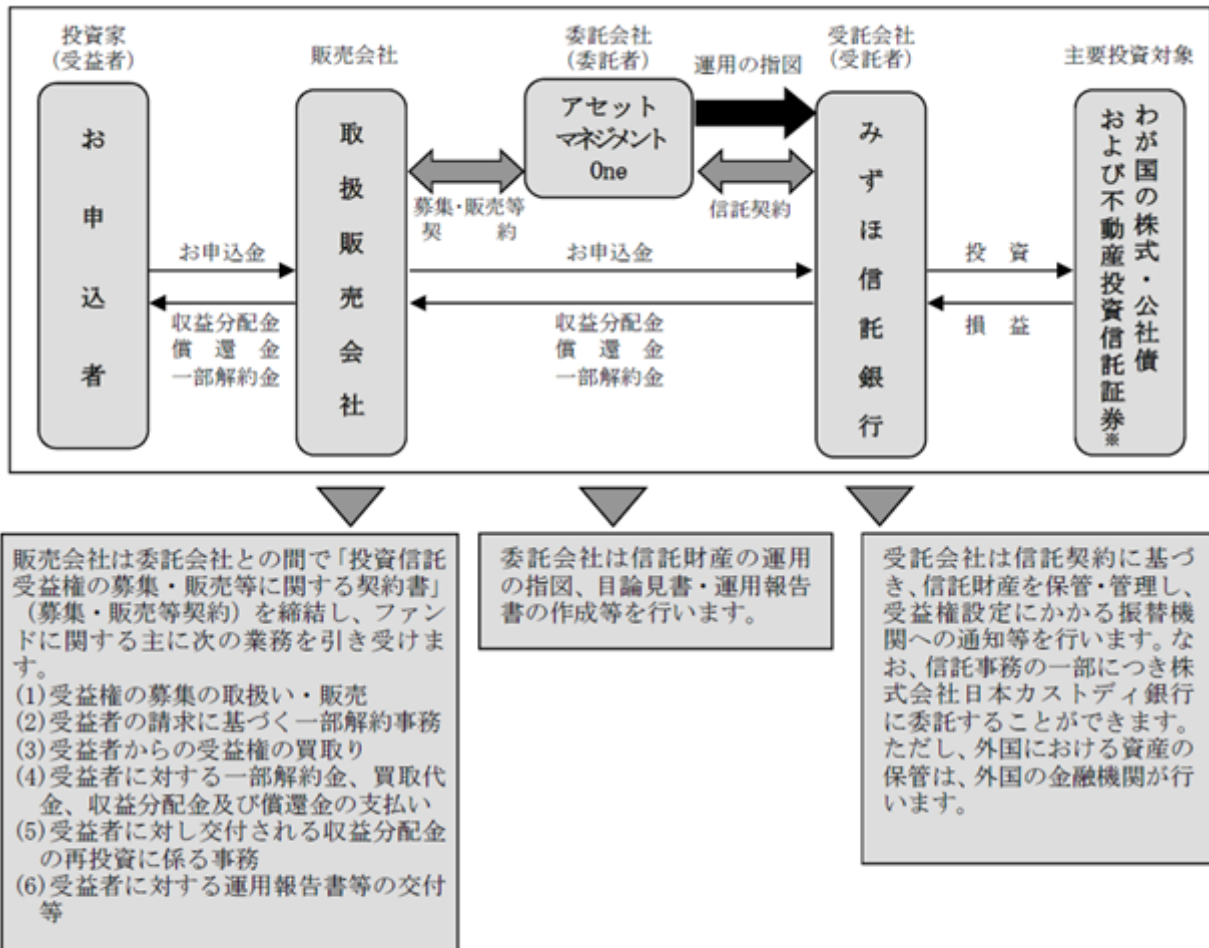 投資家
(受益者)
販売会社
委託会社
(委託者)
運用の指図
受託会社
(受託者)
主要投資対象
お申込者
取扱販売会社
アセット
マネジメント
One
みずほ信託銀行
わが国の株式・公社債
および不動産投資信託証券※
募集・販売等
契　約
信託契約
お申込金
お申込金
投　資
収益分配金
償　還　金
一部解約金
収益分配金
償　還　金
一部解約金
損　益
販売会社は委託会社との間で「投資信託
受益権の募集・販売等に関する契約書」
（募集・販売等契約）を締結し、ファン
ドに関する主に次の業務を引き受けま
す。
(1)受益権の募集の取扱い・販売
(2)受益者の請求に基づく一部解約事務
(3)受益者からの受益権の買取り
(4)受益者に対する一部解約金、買取代
金、収益分配金及び償還金の支払い
(5)受益者に対し交付される収益分配金
の再投資に係る事務
(6)受益者に対する運用報告書等の交付
等
委託会社は信託財産の運用
の指図、目論見書・運用報告
書の作成等を行います。
受託会社は信託契約に基づ
き、信託財産を保管・管理し、
受益権設定にかかる振替機
関への通知等を行います。な
お、信託事務の一部につき株
式会社日本カストディ銀行
に委託することができます。
ただし、外国における資産の
保管は、外国の金融機関が行
います。